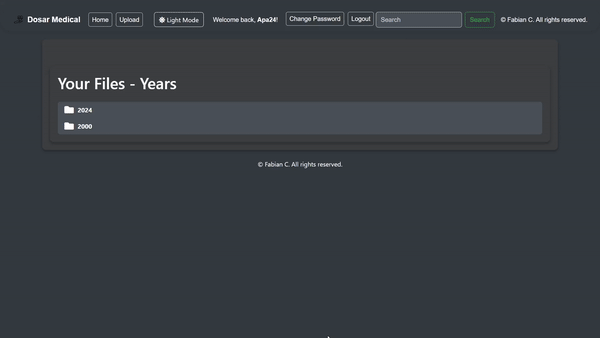 Dosar Medical Home Upload Light Mode Welcome back, Apa24! Change Password Logout Search Search © Fabian C. All rights reserved.
Your Files - Years
2024
2000
© Fabian C. All rights reserved.